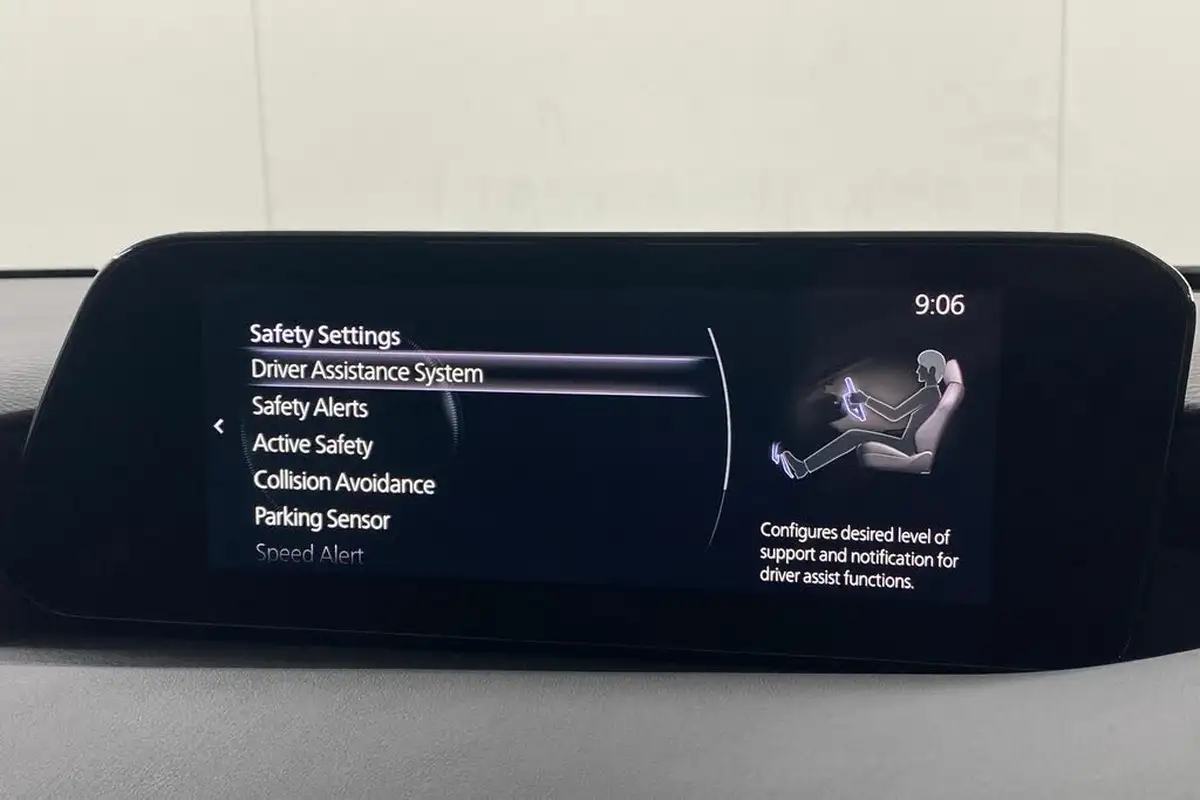 9:06
Safety Settings
Driver Assistance System
Safety Alerts
Active Safety
Collision Avoidance
Parking Sensor
Speed Alert
Configures desired level of
support and notification for
driver assist functions.